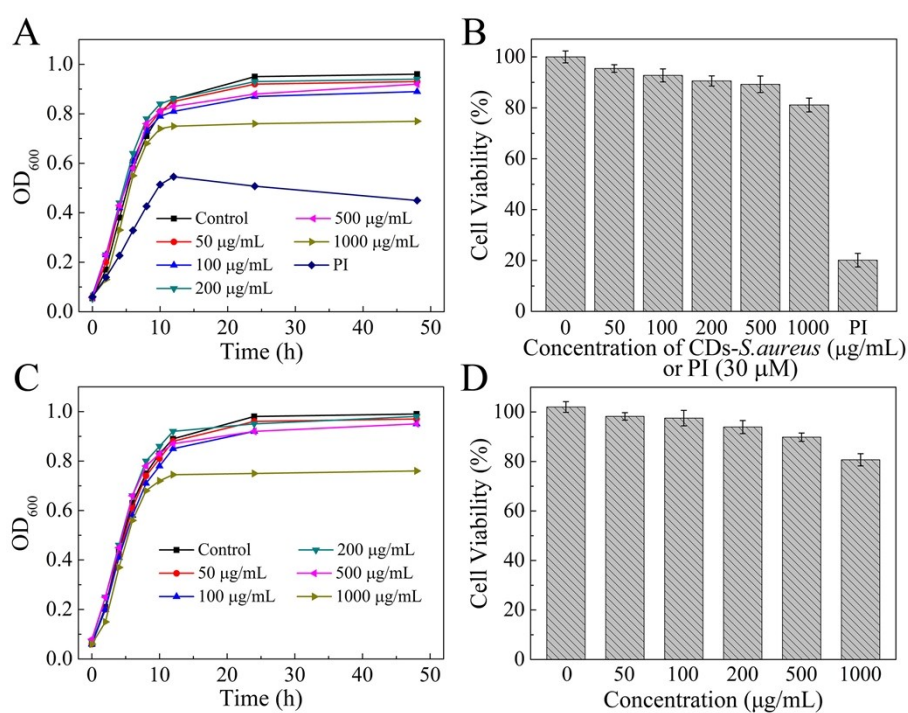 A
1.0
0.8
0.6
0.4
0.2
0.0
OD600
Control
50 μg/mL
100 μg/mL
200 μg/mL
500 μg/mL
1000 μg/mL
PI
0 10 20 30 40 50
Time (h)
B
100
80
60
40
20
0
Cell Viability (%)
0 50 100 200 500 1000 PI
Concentration of CDs-S.aureus (μg/mL)
or PI (30 μM)
C
1.0
0.8
0.6
0.4
0.2
0.0
OD600
Control
50 μg/mL
100 μg/mL
200 μg/mL
500 μg/mL
1000 μg/mL
0 10 20 30 40 50
Time (h)
D
100
80
60
40
20
0
Cell Viability (%)
0 50 100 200 500 1000
Concentration (μg/mL)